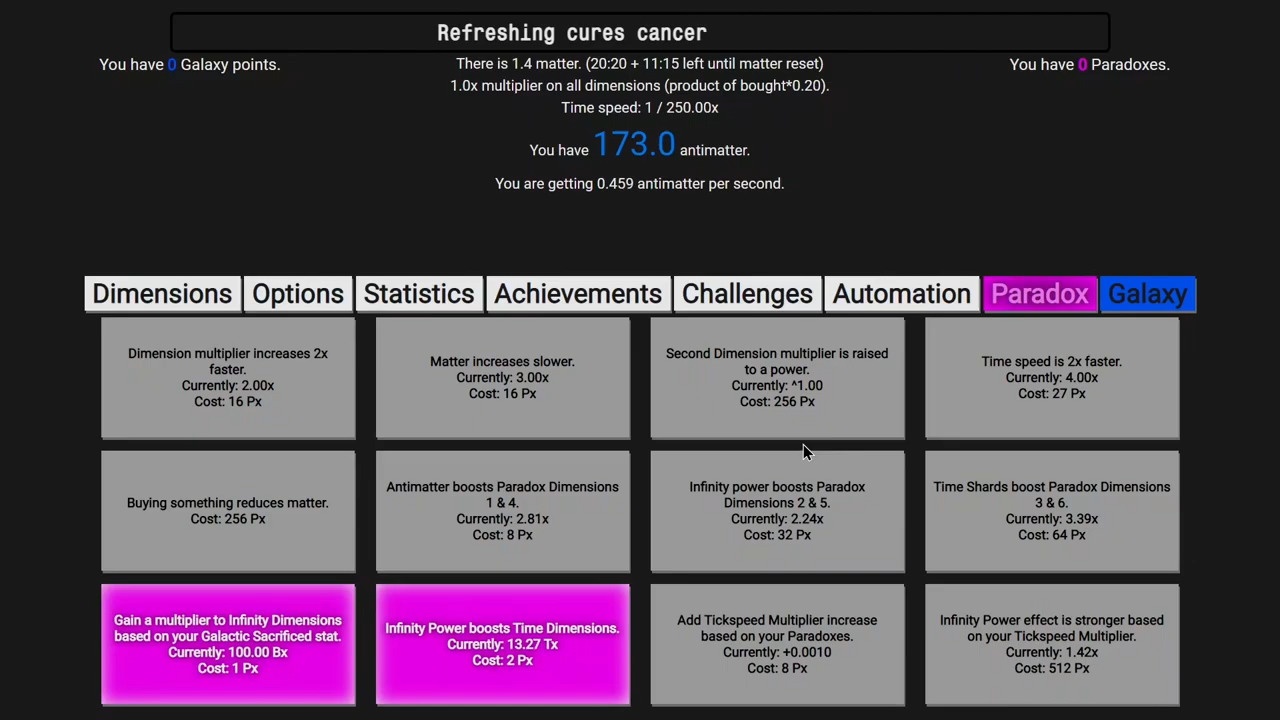 Refreshing cures cancer
You have 0 Galaxy points.
There is 1.4 matter. (20:20 + 11:15 left until matter reset)
You have 0 Paradoxes.
1.0x multiplier on all dimensions (product of bought*0.20).
Time speed: 1 / 250.00x
You have 173.0 antimatter.
You are getting 0.459 antimatter per second.
Dimensions Options Statistics Achievements Challenges Automation Paradox Galaxy
Dimension multiplier increases 2x
faster.
Currently: 2.00x
Cost: 16 Px
Matter increases slower.
Currently: 3.00x
Cost: 16 Px
Second Dimension multiplier is raised
to a power.
Currently: ^1.00
Cost: 256 Px
Time speed is 2x faster.
Currently: 4.00x
Cost: 27 Px
Buying something reduces matter.
Cost: 256 Px
Antimatter boosts Paradox Dimensions
1 & 4.
Currently: 2.81x
Cost: 8 Px
Infinity power boosts Paradox
Dimensions 2 & 5.
Currently: 2.24x
Cost: 32 Px
Time Shards boost Paradox Dimensions
3 & 6.
Currently: 3.39x
Cost: 64 Px
Gain a multiplier to Infinity Dimensions
based on your Galactic Sacrificed stat.
Currently: 100.00 Bx
Cost: 1 Px
Infinity Power boosts Time Dimensions.
Currently: 13.27 Tx
Cost: 2 Px
Add Tickspeed Multiplier increase
based on your Paradoxes.
Currently: +0.0010
Cost: 8 Px
Infinity Power effect is stronger based
on your Tickspeed Multiplier.
Currently: 1.42x
Cost: 512 Px